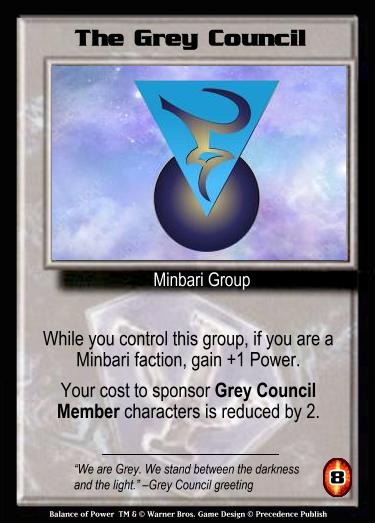 The Grey Council
Minbari Group
While you control this group, if you are a
Minbari faction, gain +1 Power.
Your cost to sponsor Grey Council
Member characters is reduced by 2.
“We are Grey. We stand between the darkness
and the light.” –Grey Council greeting
8
Balance of Power TM & © Warner Bros. Game Design © Precedence Publish